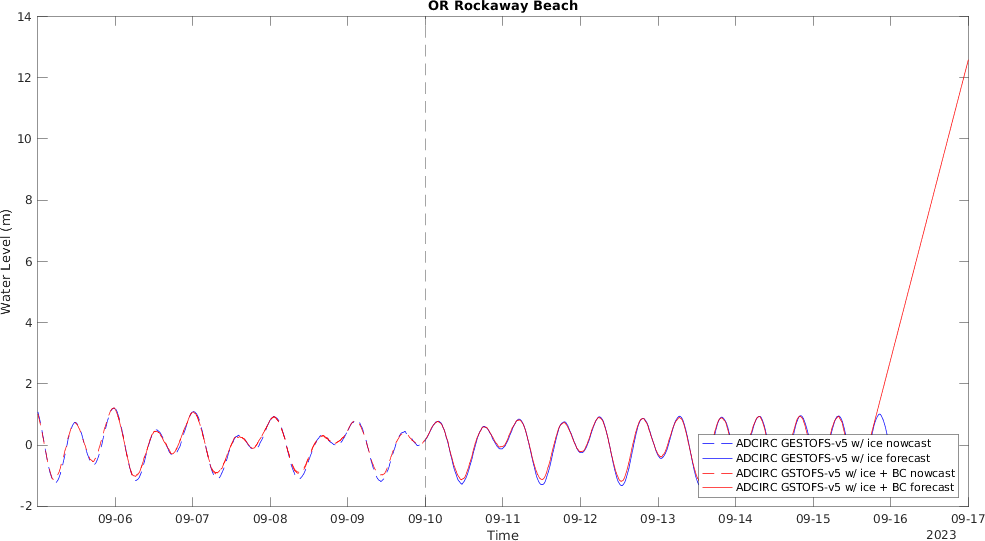 OR Rockaway Beach
14
12
10
8
6
4
2
0
-2
Water Level (m)
ADCIRC GESTOFS-v5 w/ ice nowcast
ADCIRC GESTOFS-v5 w/ ice forecast
ADCIRC GSTOFS-v5 w/ ice + BC nowcast
ADCIRC GSTOFS-v5 w/ ice + BC forecast
09-06 09-07 09-08 09-09 09-10 09-11 09-12 09-13 09-14 09-15 09-16 09-17
Time
2023